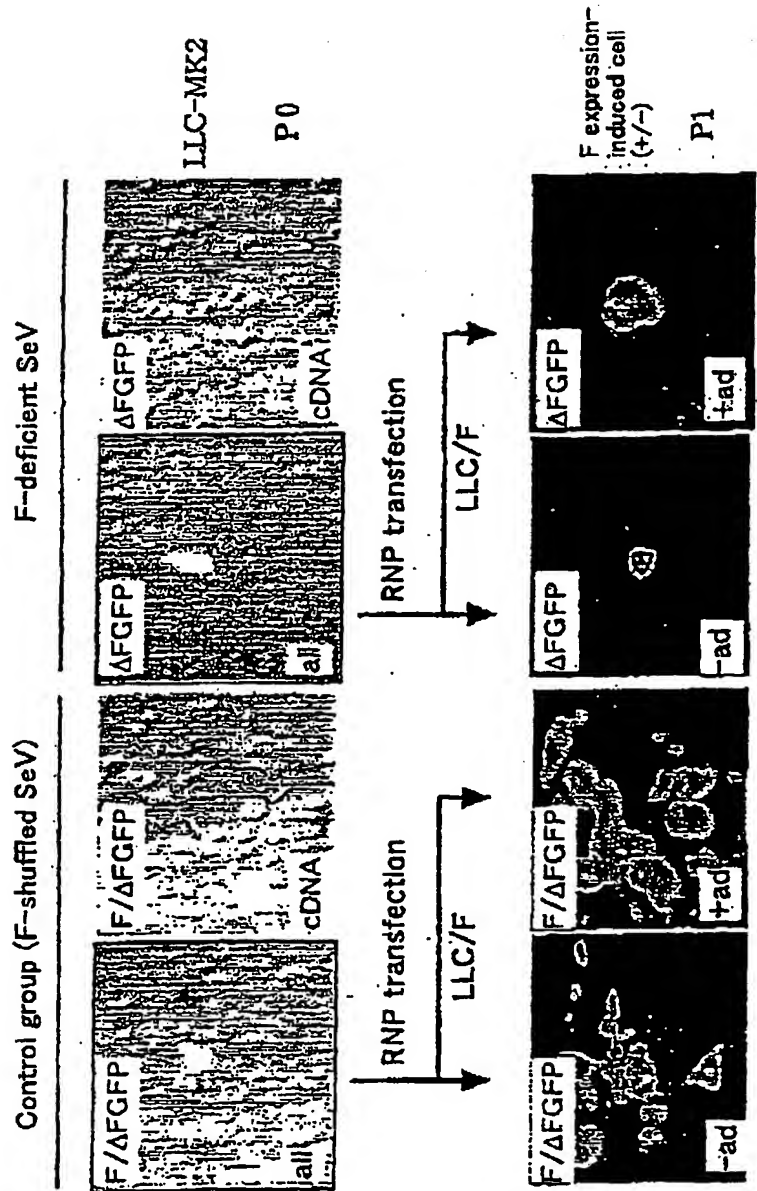 Control group (F-shuffled SeV)
F-deficient SeV
F/ΔFGFP
all
F/ΔFGFP
cDNA
ΔFGFP
all
ΔFGFP
cDNA
LLC-MK2
P0
RNP transfection
LLC/F
RNP transfection
LLC/F
F/ΔFGFP
-ad
F/ΔFGFP
+ad
ΔFGFP
-ad
ΔFGFP
+ad
F expression-
induced cell
(+/-)
P1